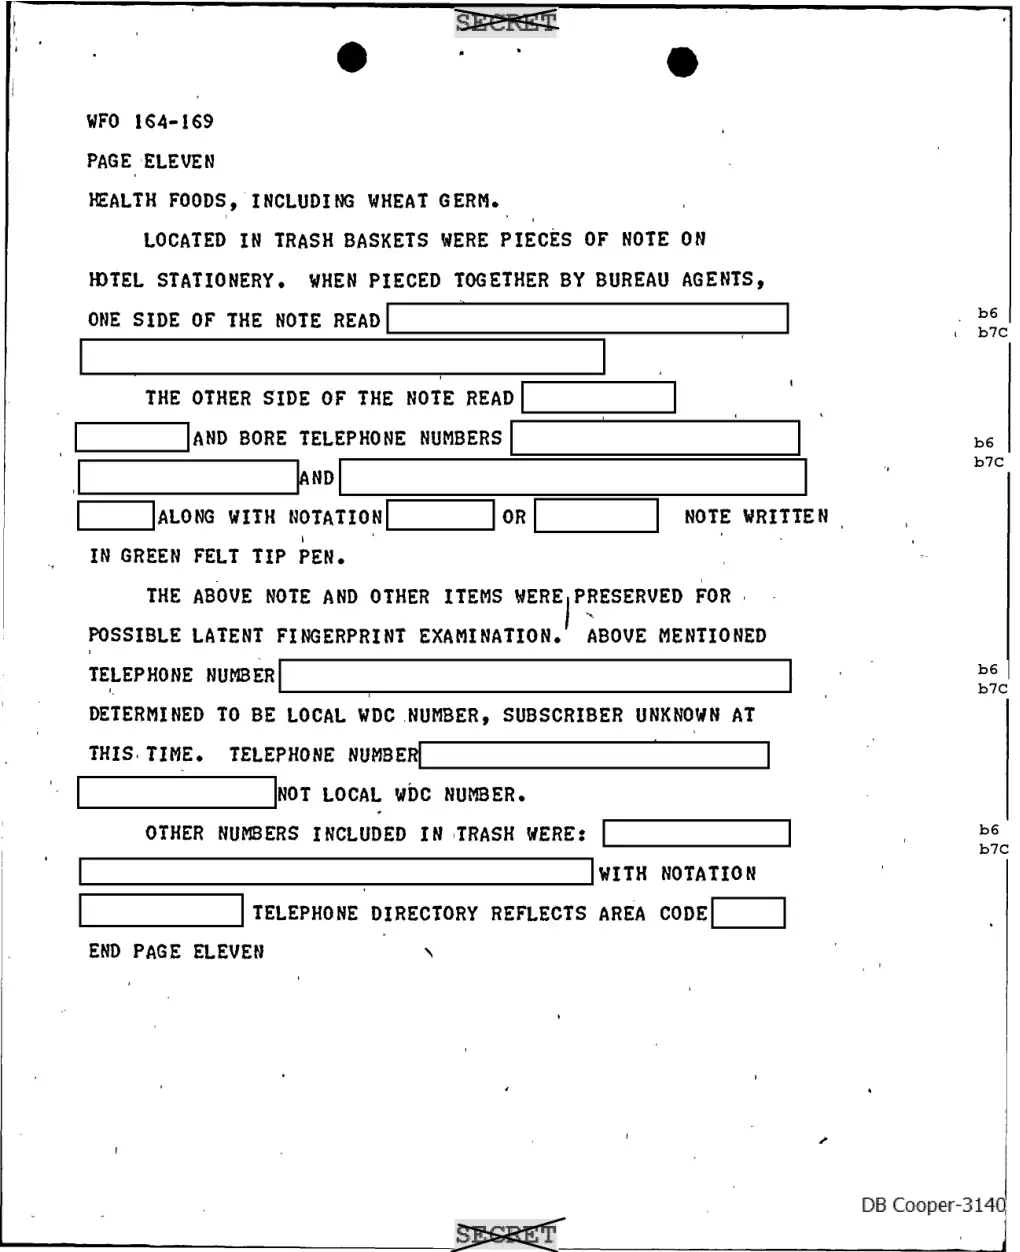 SECRET
WFO 164-169
PAGE ELEVEN
HEALTH FOODS, INCLUDING WHEAT GERM.
LOCATED IN TRASH BASKETS WERE PIECES OF NOTE ON
HOTEL STATIONERY. WHEN PIECED TOGETHER BY BUREAU AGENTS,
ONE SIDE OF THE NOTE READ
b6
b7C
THE OTHER SIDE OF THE NOTE READ
AND BORE TELEPHONE NUMBERS
b6
b7C
AND
ALONG WITH NOTATION OR NOTE WRITTEN
IN GREEN FELT TIP PEN.
THE ABOVE NOTE AND OTHER ITEMS WERE PRESERVED FOR
POSSIBLE LATENT FINGERPRINT EXAMINATION. ABOVE MENTIONED
TELEPHONE NUMBER
b6
b7C
DETERMINED TO BE LOCAL WDC NUMBER, SUBSCRIBER UNKNOWN AT
THIS TIME. TELEPHONE NUMBER
NOT LOCAL WDC NUMBER.
OTHER NUMBERS INCLUDED IN TRASH WERE:
b6
b7C
WITH NOTATION
TELEPHONE DIRECTORY REFLECTS AREA CODE
END PAGE ELEVEN
DB Cooper-3140
SECRET